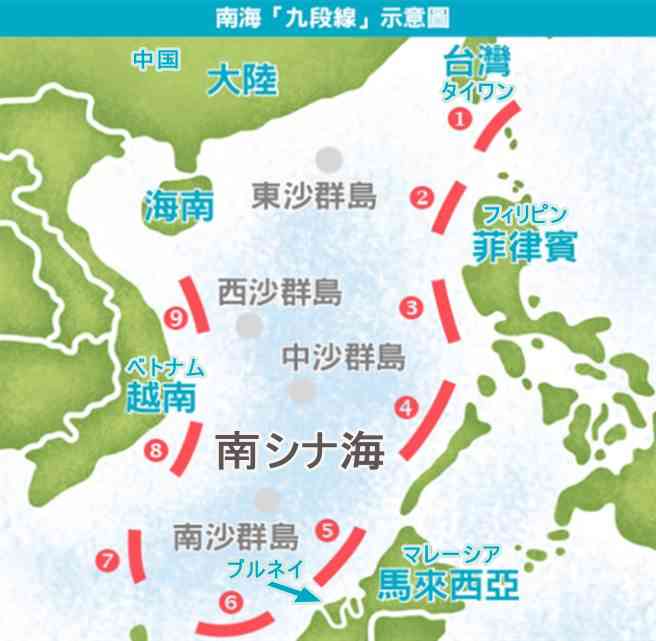 南海「九段線」示意圖
中国
大陸
台灣
タイワン
1
海南
東沙群島
2
フィリピン
菲律賓
西沙群島
3
9
中沙群島
ベトナム
越南
4
8
南シナ海
南沙群島
5
7
ブルネイ
マレーシア
馬來西亞
6